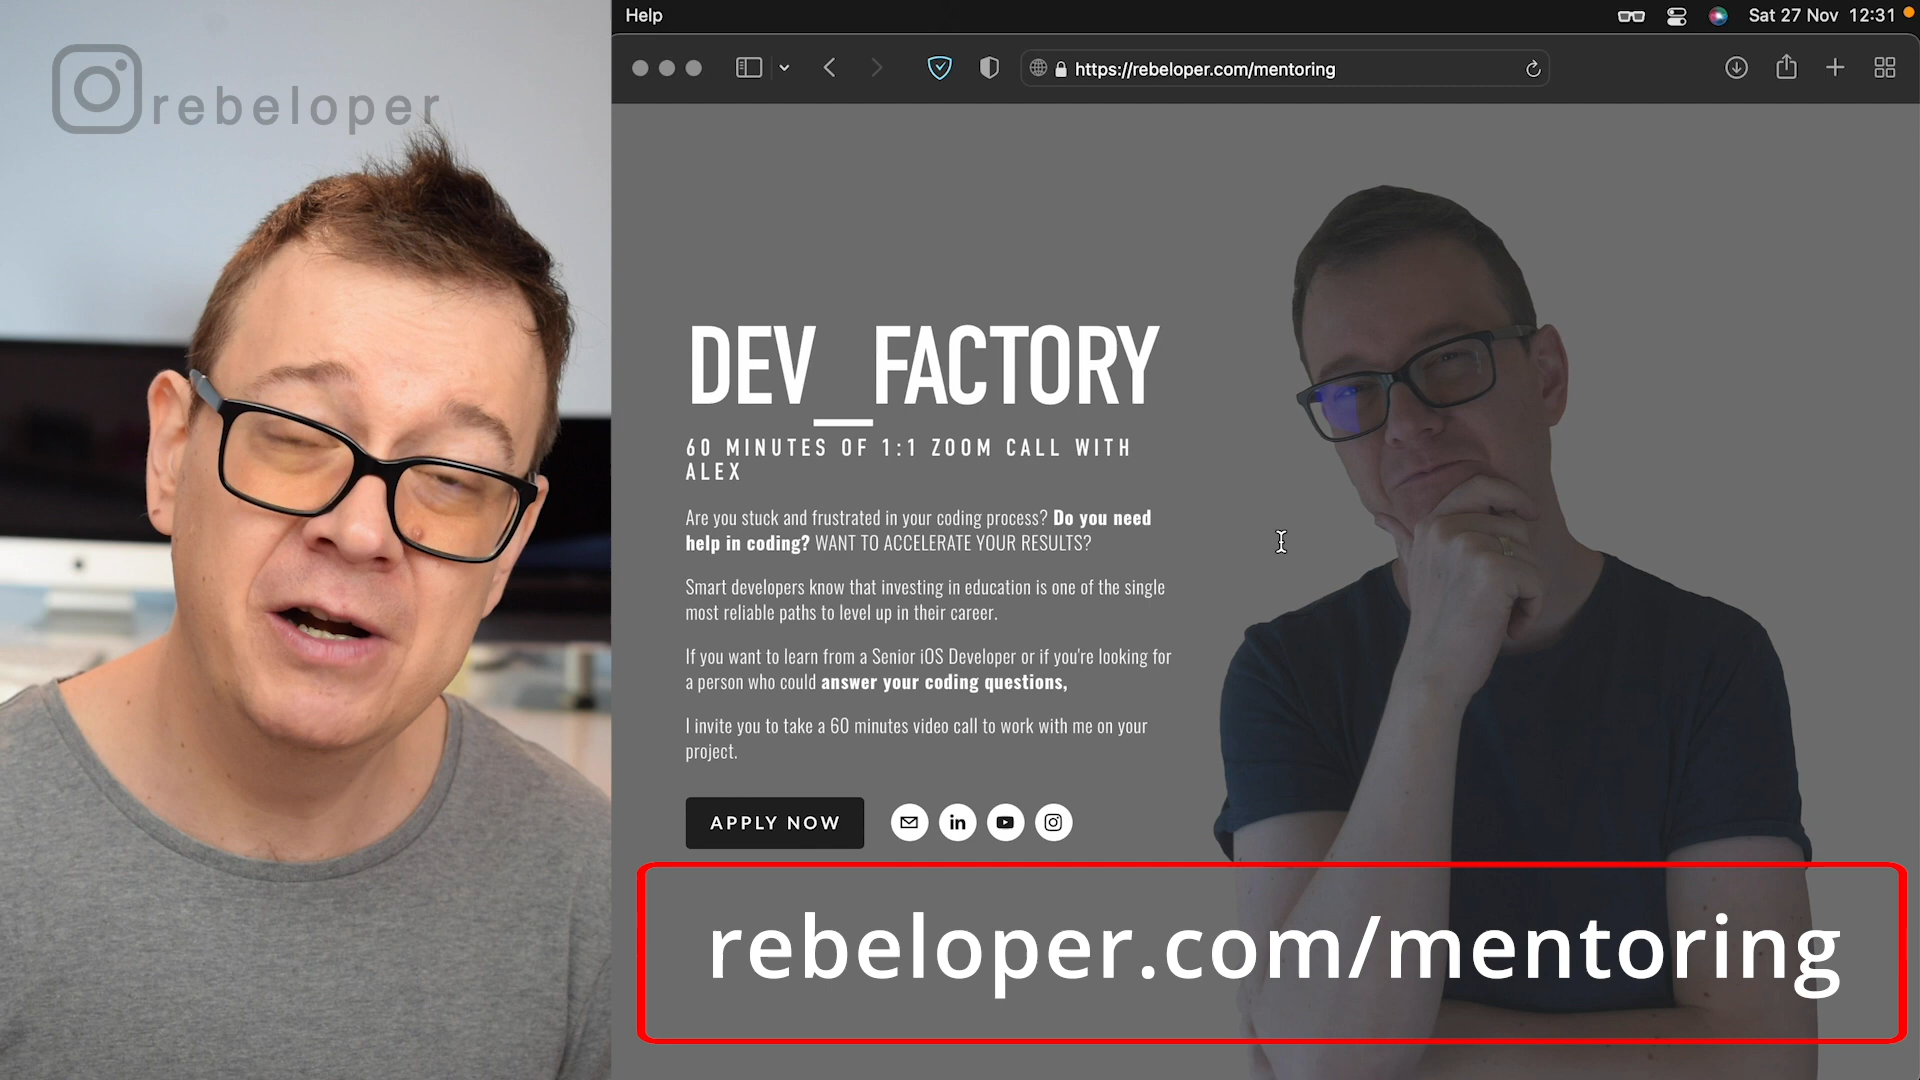 rebeloper
Help
Sat 27 Nov 12:31
https://rebeloper.com/mentoring
DEV_FACTORY
60 MINUTES OF 1:1 ZOOM CALL WITH
ALEX
Are you stuck and frustrated in your coding process? Do you need
help in coding? WANT TO ACCELERATE YOUR RESULTS?
Smart developers know that investing in education is one of the single
most reliable paths to level up in their career.
If you want to learn from a Senior iOS Developer or if you're looking for
a person who could answer your coding questions,
I invite you to take a 60 minutes video call to work with me on your
project.
APPLY NOW
in
rebeloper.com/mentoring